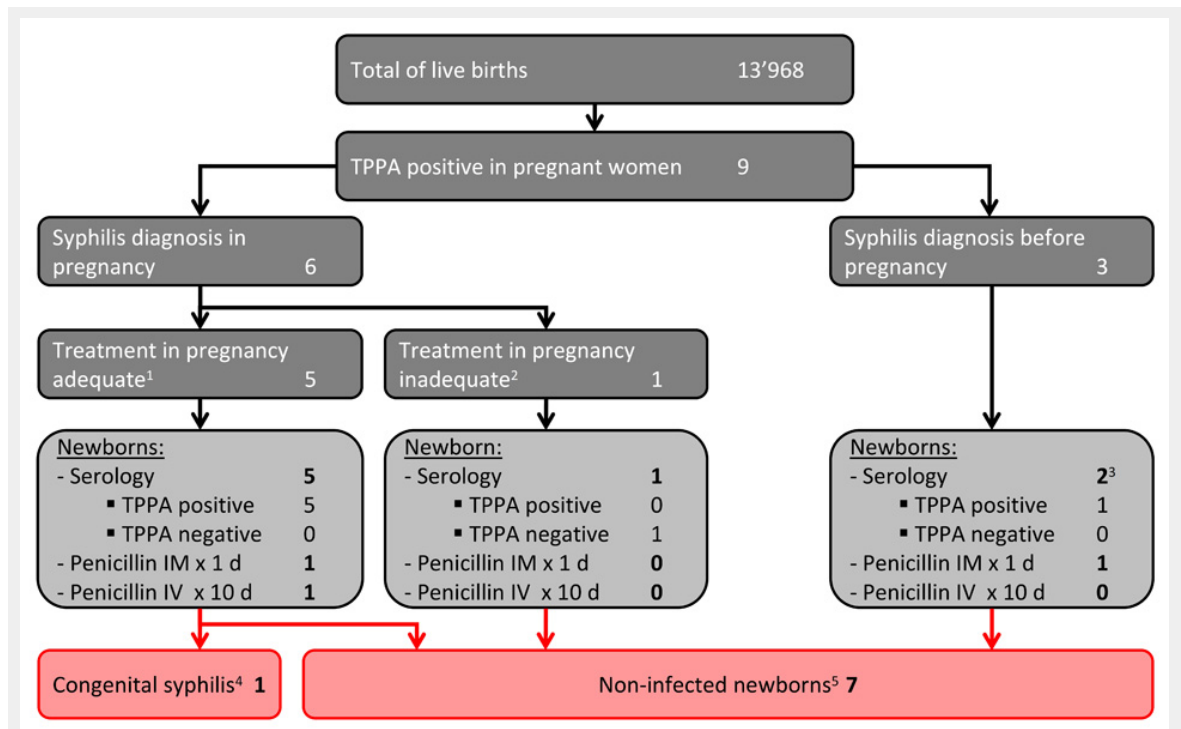 Total of live births 13’968
TPPA positive in pregnant women 9
Syphilis diagnosis in
pregnancy 6
Syphilis diagnosis before
pregnancy 3
Treatment in pregnancy
adequate¹ 5
Treatment in pregnancy
inadequate² 1
Newborns:
- Serology 5
▪ TPPA positive 5
▪ TPPA negative 0
- Penicillin IM x 1 d 1
- Penicillin IV x 10 d 1
Newborn:
- Serology 1
▪ TPPA positive 0
▪ TPPA negative 1
- Penicillin IM x 1 d 0
- Penicillin IV x 10 d 0
Newborns:
- Serology 2³
▪ TPPA positive 1
▪ TPPA negative 0
- Penicillin IM x 1 d 1
- Penicillin IV x 10 d 0
Congenital syphilis⁴ 1
Non-infected newborns⁵ 7